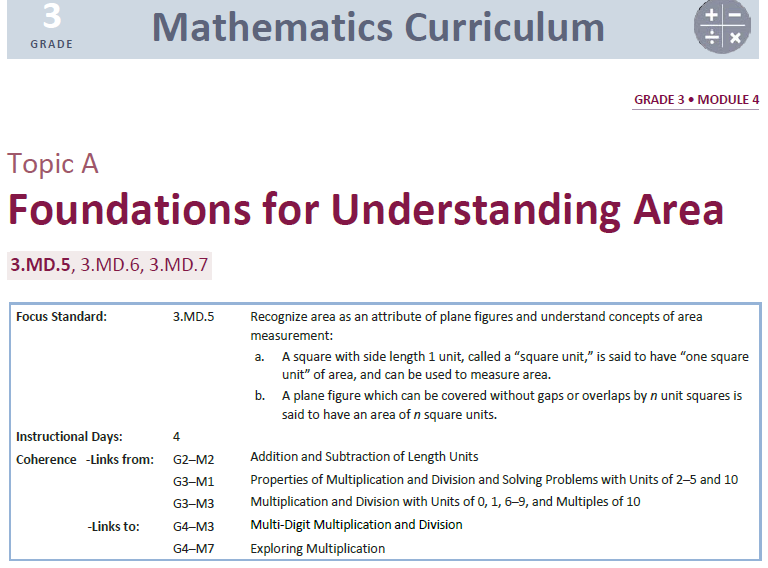 3
GRADE
Mathematics Curriculum
GRADE 3 • MODULE 4
Topic A
Foundations for Understanding Area
3.MD.5, 3.MD.6, 3.MD.7
Focus Standard: 3.MD.5 Recognize area as an attribute of plane figures and understand concepts of area
measurement:
a. A square with side length 1 unit, called a “square unit,” is said to have “one square
unit” of area, and can be used to measure area.
b. A plane figure which can be covered without gaps or overlaps by n unit squares is
said to have an area of n square units.
Instructional Days: 4
Coherence -Links from: G2–M2 Addition and Subtraction of Length Units
G3–M1 Properties of Multiplication and Division and Solving Problems with Units of 2–5 and 10
G3–M3 Multiplication and Division with Units of 0, 1, 6–9, and Multiples of 10
-Links to: G4–M3 Multi-Digit Multiplication and Division
G4–M7 Exploring Multiplication